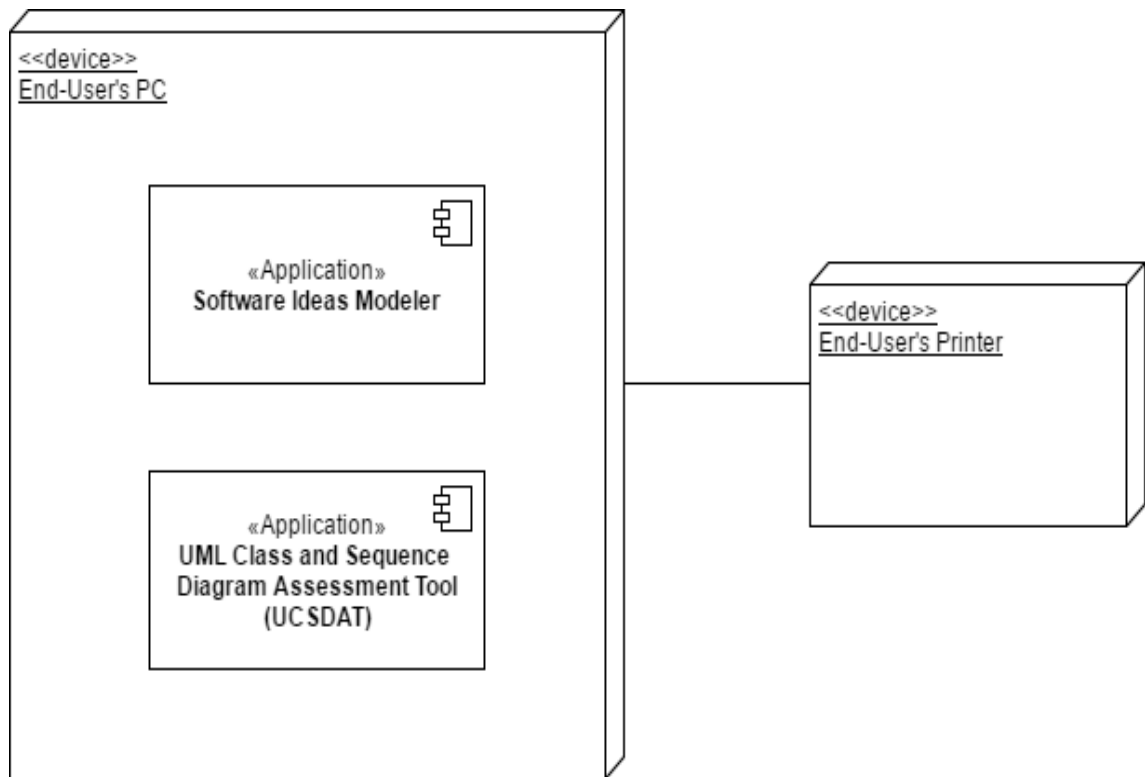 <<device>>
End-User's PC
«Application»
Software Ideas Modeler
<<device>>
End-User's Printer
«Application»
UML Class and Sequence
Diagram Assessment Tool
(UCSDAT)